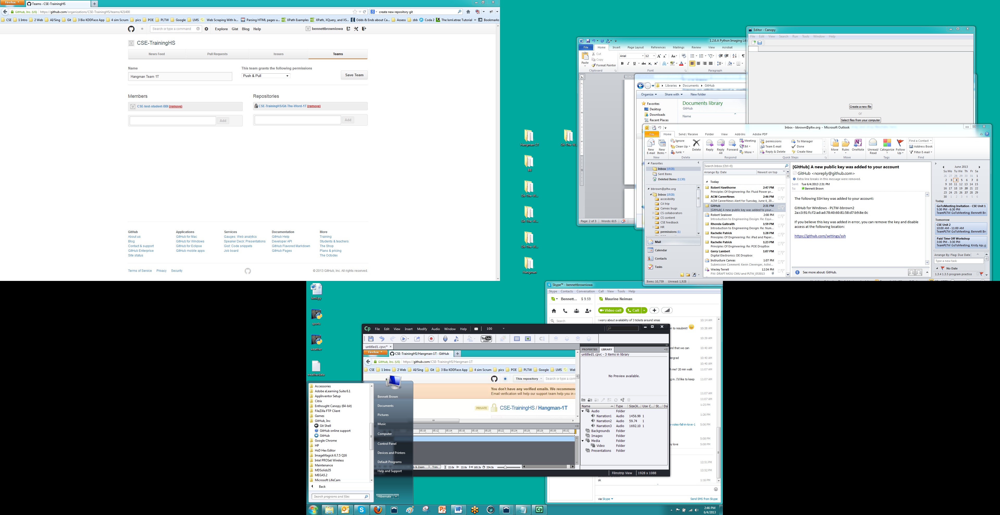 Firefox
Teams - CSE-TrainingHS
GitHub, Inc. (US)
https://github.com/organizations/CSE-TrainingHS/teams/421400
create new repository git
CSE 1 Intro 2 Web AI/Sing Git 3 Bio KDDFace App 4 sim Scrum pics POE PLTW Google LMS Web Scraping With lx... Parsing HTML pages u... XPath Examples XPath, XQuery, and XS... Odds & Ends about Ca... Assess zbb Coda 2 The lxml.etree Tutorial » Bookmarks
Search or type a command
Explore Gist Blog Help
bennettbrowniowa
CSE-TrainingHS
News Feed Pull Requests Issues Teams
Name
This team grants the following permissions
Hangman Team 1T
Push & Pull
Save Team
Members
Repositories
CSE-test-student-BBI (remove)
CSE-TrainingHS/Git-The-Word-1T (remove)
Add
Add
GitHub Applications Services Documentation More
About us GitHub for Mac Gauges: Web analytics GitHub Help Training
Blog GitHub for Windows Speaker Deck: Presentations Developer API Students & teachers
Contact & support GitHub for Eclipse Gist: Code snippets GitHub Flavored Markdown The Shop
GitHub Enterprise GitHub mobile apps Job board GitHub Pages Plans & pricing
Site status The Octodex
Terms of Service Privacy Security
© 2013 GitHub, Inc. All rights reserved.
Hangman-1T
Git-The-W...
BB
Git-The-W...
Git-The-W...
Git-The-W...
Hangman
1.2.6.A Python Imaging Lib
File Home Insert Page Layout References Mailings Review View Acrobat
Cut
Copy
Format Painter
Paste
Arial 12
Clipboard Font Paragraph
Page: 2 of 3 Words: 615
Libraries Documents GitHub
Organize Share with New folder
Favorites
Desktop
Downloads
Recent Places
Documents library
GitHub
Name
Editor - Canopy
File Edit View Search Run Tools Window Help
Create a new file
or
Select files from your computer
Inbox - bbrown@pltw.org - Microsoft Outlook
File Home Send / Receive Folder View Add-Ins Adobe PDF
New E-mail
New Items
Ignore
Clean Up
Junk
Delete
Reply
Reply All
Forward
Meeting
IM
More
permissions
Team E-mail
Reply & Delete
To Manager
Done
Create New
Move
Rules
OneNote
Unread/ Read
Categorize
Follow Up
Find a Contact
Address Book
Filter E-mail
New Delete Respond Quick Steps Move Tags Find
Favorites
Inbox (1928)
Sent Items
Deleted Items (1130)
bbrown@pltw.org
Inbox (1928)
accesibility
CA trip
Canvas bugs
CS collaborators
CS content
CSE feedback
HR
permissions (1)
Mail
Calendar
Contacts
Tasks
Items: 10,759 Unread: 1,928
Search Inbox (Ctrl+E)
Arrange By: Date Newest on top
Today
Robert Hawthorne 2:47 PM
Principles Of Engineering: Re: Fluid Power pr...
ACM CareerNews 2:46 PM
ACM CareerNews Alert for Tuesday, June 4, 20...
GitHub 2:31 PM
[GitHub] A new public key was added to your...
Robert Sealover 2:08 PM
Introduction to Engineering Design: Re: Equi...
Rhonda Galbraith 1:59 PM
Introduction to Engineering Design: Re: Num...
Rachelle Patrick 1:28 PM
Principles Of Engineering: Re: iPad and Paper...
Rachelle Patrick 1:23 PM
Principles Of Engineering: Re: POE DropBox
Gerry Lambert 1:07 PM
Digital Electronics: DE Dropbox
Instructure Canvas 1:07 PM
Submission Comment: Kevin Clevenger, Activi...
Wesley Terrell 12:34 PM
FW: DRAFT MOU CMU and PLTW_053013
[GitHub] A new public key was added to your account
GitHub <noreply@github.com>
Extra line breaks in this message were removed.
Sent: Tue 6/4/2013 2:31 PM
To: Bennett Brown
The following SSH key was added to your account:
GitHub for Windows - PLTW-bbrown2
2a:c3:91:fc:f2:ad:ad:78:40:60:81:58:d7:b9:8e:0c
If you believe this key was added in error, you can remove the key and disable
access at the following location:
https://github.com/settings/ssh
See more about: GitHub.
June 2013
Su Mo Tu We Th Fr Sa
26 27 28 29 30 31 1
2 3 4 5 6 7 8
9 10 11 12 13 14 15
16 17 18 19 20 21 22
23 24 25 26 27 28 29
30 1 2 3 4 5 6
Today
GoToMeeting Invitation - CSE Unit 1
5:30 PM - 6:30 PM
TeamPLTW GoToMeeting; Bennett Br
Tomorrow
CSE Unit 2
10:00 AM - 11:00 AM
TeamPLTW GoToMeeting; Bennett Br
Paid Time Off Workshop
3:00 PM - 3:30 PM
TeamPLTW GoToMeeting; Kristy Ap
Arrange By: Flag: Due Date
Type a new task
No Date
1.3.4 1.3.5 program practice
lxml.py
sports
weather
weatherdata
Skype™ - bennettbrowniowa
Skype Contacts Conversation Call View Tools Help
Bennett... $ 9.59
Maurine Neiman
Video call
Call
Search
i worry about availability of 3 tickets around xmas 10:14 AM
n to resubmit! 10:38 AM
10:39 AM
nd that we can 10:40 AM
ergrad 10:40 AM
10:40 AM
h me? 20 min walk 11:07 AM
g in. I'd like to keep 11:07 AM
11:07 AM
11:07 AM
1:25 PM
1:26 PM
e-voles-fall-in-love-1 5:06 PM
5:08 PM
ny love 5:08 PM
12:51 PM
12:52 PM
ok 1:16 PM
via Skype
Send SMS from Skype
Cp File Edit View Insert Modify Audio Window Help 100
YouTube READY
untitled1.cpvc*
Firefox
CSE-TrainingHS/Hangman-1T · GitHub
GitHub, Inc. (US)
https://github.com/CSE-TrainingHS/Hangman-1T
CSE 1 Intro 2 Web AI/Sing Git 3 Bio KDDFace App 4 sim Scrum pics POE PLTW Google LMS Web
This repository Search or type a com
You don't have any verified emails. We recommen
Email verification will help our support team help you in c
PRIVATE CSE-TrainingHS / Hangman-1T
05:10 05:12 05:14 05:16 05:18 05:20 05:22 05:24 05:26 05:28 05:30 05:32
n & Zoom Trim 22.0s 22.0s 165.3s 334.0s
PROPERTIES LIBRARY
untitled1.cpvc - 3 items in library
No Preview available.
Name Type Size(K... Use C... St... Da
Audio Folder
Narration1 Audio 1456.99 1
Narration2 Audio 59.74 1
Narration3 Audio 1692.10 1
Backgrounds Folder
Images Folder
Media Folder
Video Folder
Presentations Folder
Filmstrip View 1928 x 1088
Accessories
Adobe eLearning Suite 6.1
AppInventor Setup
Citrix
Enthought Canopy (64-bit)
FileZilla FTP Client
Games
GitHub, Inc
Git Shell
GitHub online support
GitHub
Google Chrome
HP
HxD Hex Editor
ImageMagick 6.7.5 Q16
Intel PROSet Wireless
Maintenance
MDSolids35
MEGA5.2
Microsoft LifeCam
Back
Search programs and files
Bennett Brown
Documents
Pictures
Music
Computer
Control Panel
Devices and Printers
Default Programs
Help and Support
Hibernate
2:46 PM
6/4/2013